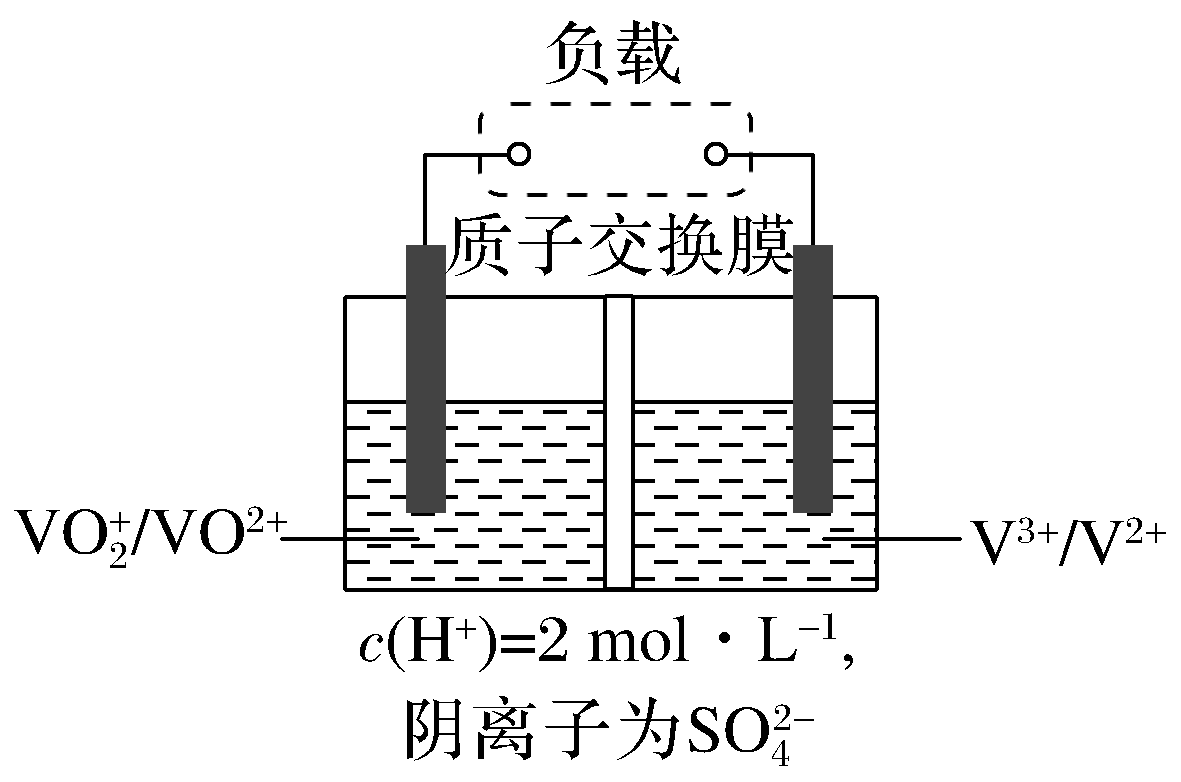 负载
质子交换膜
VO₂⁺/VO²⁺
V³⁺/V²⁺
c(H⁺)=2 mol·L⁻¹,
阴离子为SO₄²⁻